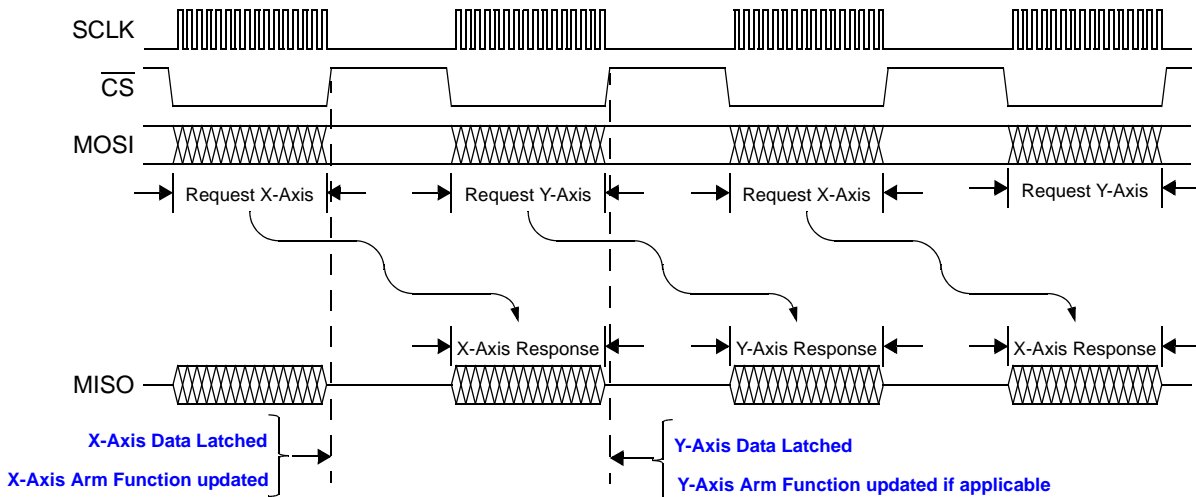 SCLK
CS
MOSI
Request X-Axis
Request Y-Axis
Request X-Axis
Request Y-Axis
X-Axis Response
Y-Axis Response
X-Axis Response
MISO
X-Axis Data Latched
X-Axis Arm Function updated
Y-Axis Data Latched
Y-Axis Arm Function updated if applicable